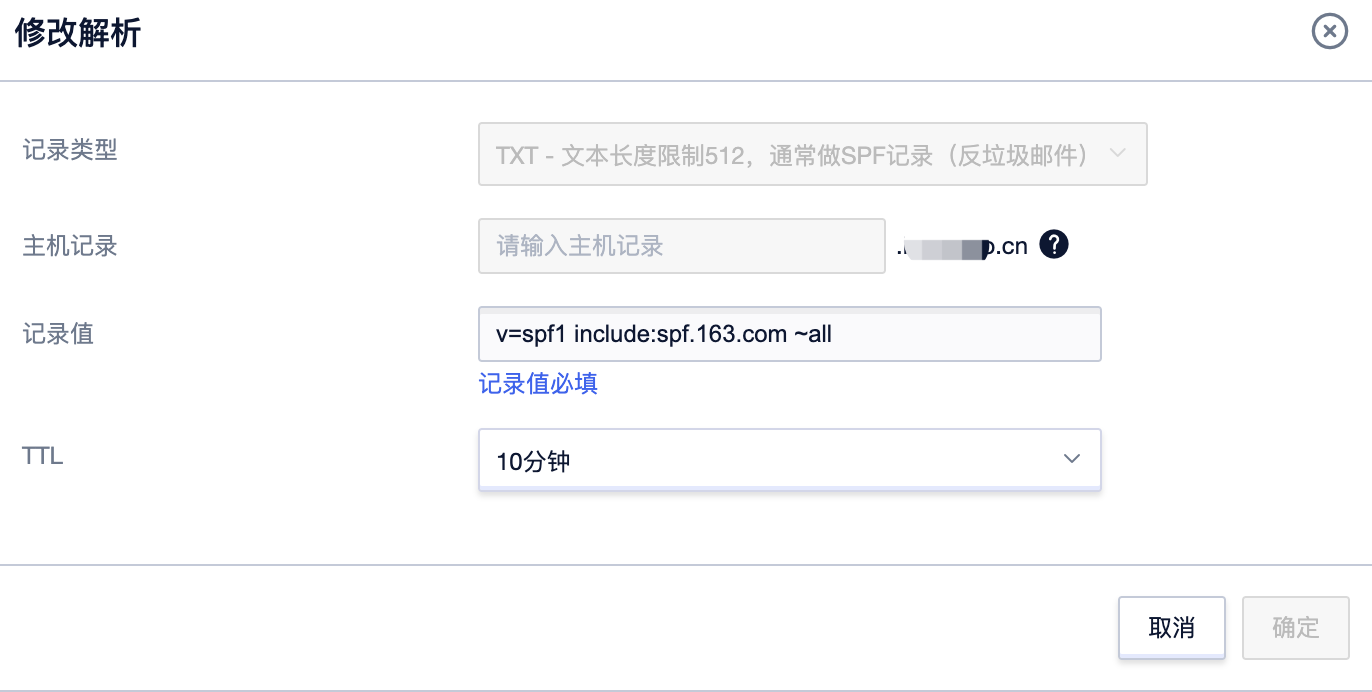 修改解析
记录类型
TXT - 文本长度限制512，通常做SPF记录（反垃圾邮件）
主机记录
请输入主机记录
.cn
记录值
v=spf1 include:spf.163.com ~all
记录值必填
TTL
10分钟
取消
确定